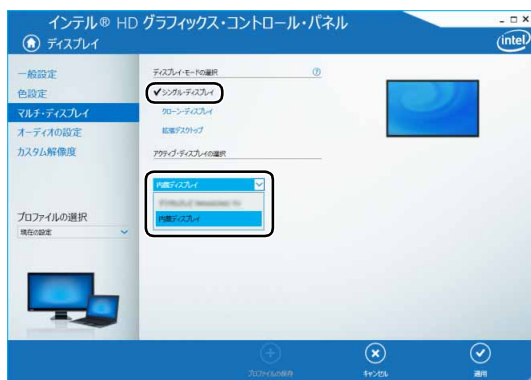 インテル® HD グラフィックス・コントロール・パネル
ディスプレイ
intel
一般設定
色設定
マルチ・ディスプレイ
オーディオの設定
カスタム解像度
プロファイルの選択
現在の設定
ディスプレイ・モードの選択
?
✓シングル・ディスプレイ
クローン・ディスプレイ
拡張デスクトップ
アクティブ・ディスプレイの選択
内蔵ディスプレイ
内蔵ディスプレイ
プロファイルの保存
キャンセル
適用